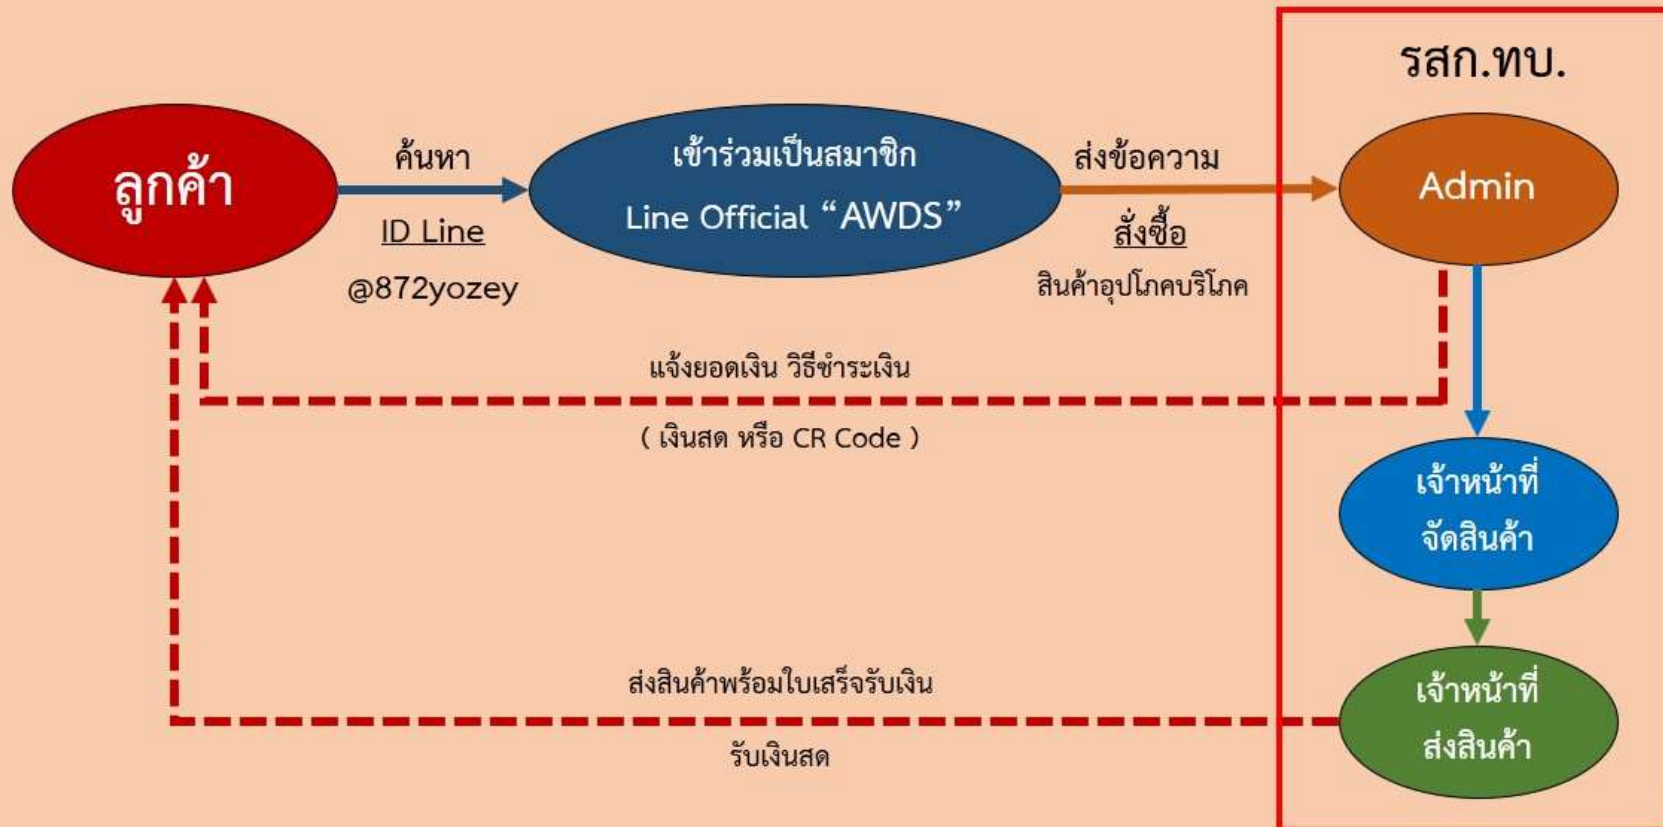 รสก.ทบ.
ลูกค้า
ค้นหา
ID Line
@872yozey
เข้าร่วมเป็นสมาชิก
Line Official “AWDS”
ส่งข้อความ
สั่งซื้อ
สินค้าอุปโภคบริโภค
Admin
แจ้งยอดเงิน วิธีชำระเงิน
( เงินสด หรือ CR Code )
เจ้าหน้าที่
จัดสินค้า
ส่งสินค้าพร้อมใบเสร็จรับเงิน
รับเงินสด
เจ้าหน้าที่
ส่งสินค้า